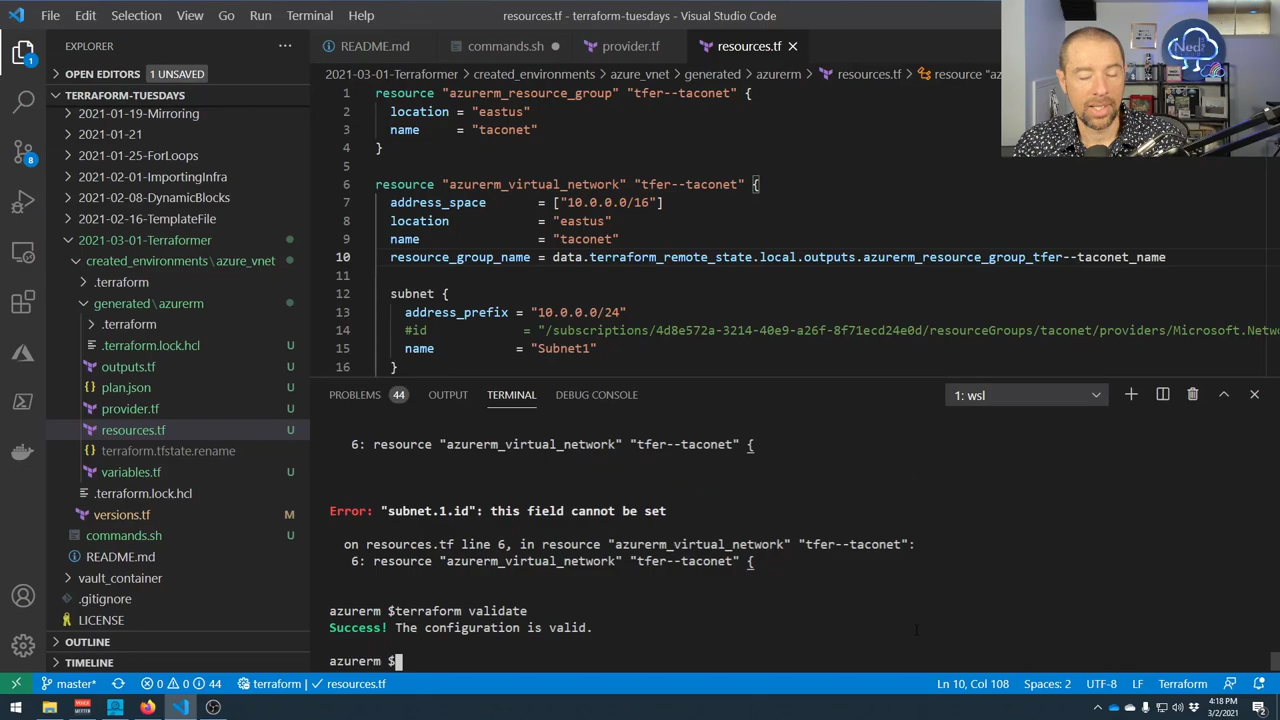 File Edit Selection View Go Run Terminal Help resources.tf - terraform-tuesdays - Visual Studio Code
EXPLORER
README.md commands.sh provider.tf resources.tf
OPEN EDITORS 1 UNSAVED
TERRAFORM-TUESDAYS
2021-01-19-Mirroring
2021-01-21
2021-01-25-ForLoops
2021-02-01-ImportingInfra
2021-02-08-DynamicBlocks
2021-02-16-TemplateFile
2021-03-01-Terraformer
created_environments\azure_vnet
.terraform
generated\azurerm
.terraform
.terraform.lock.hcl U
outputs.tf U
plan.json U
provider.tf U
resources.tf U
terraform.tfstate.rename
variables.tf U
.terraform.lock.hcl
versions.tf M
commands.sh U
README.md
vault_container
.gitignore
LICENSE
OUTLINE
TIMELINE
2021-03-01-Terraformer > created_environments > azure_vnet > generated > azurerm > resources.tf > resource "az
1 resource "azurerm_resource_group" "tfer--taconet" {
2 location = "eastus"
3 name = "taconet"
4 }
5
6 resource "azurerm_virtual_network" "tfer--taconet" {
7 address_space = ["10.0.0.0/16"]
8 location = "eastus"
9 name = "taconet"
10 resource_group_name = data.terraform_remote_state.local.outputs.azurerm_resource_group_tfer--taconet_name
11
12 subnet {
13 address_prefix = "10.0.0.0/24"
14 #id = "/subscriptions/4d8e572a-3214-40e9-a26f-8f71ecd24e0d/resourceGroups/taconet/providers/Microsoft.Netw
15 name = "Subnet1"
16 }
PROBLEMS 44 OUTPUT TERMINAL DEBUG CONSOLE 1: wsl
6: resource "azurerm_virtual_network" "tfer--taconet" {
Error: "subnet.1.id": this field cannot be set
on resources.tf line 6, in resource "azurerm_virtual_network" "tfer--taconet":
6: resource "azurerm_virtual_network" "tfer--taconet" {
azurerm $terraform validate
Success! The configuration is valid.
azurerm $
master* 0 0 44 terraform resources.tf Ln 10, Col 108 Spaces: 2 UTF-8 LF Terraform
4:18 PM
3/2/2021
1
8
Ned
2